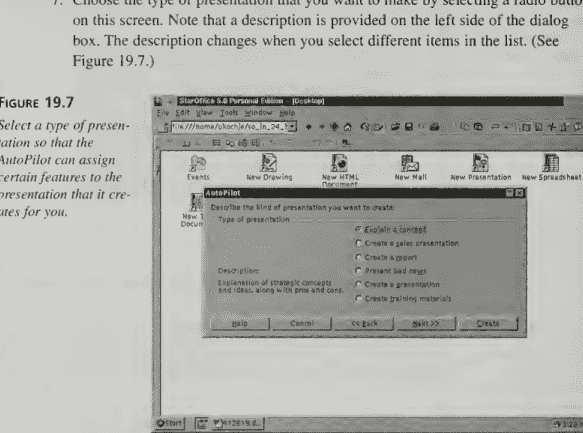 7. Choose the type of presentation that you want to make by selecting a radio button
on this screen. Note that a description is provided on the left side of the dialog
box. The description changes when you select different items in the list. (See
Figure 19.7.)
FIGURE 19.7
Select a type of presen-
tation so that the
AutoPilot can assign
certain features to the
presentation that it cre-
ates for you.
StarOffice 5.0 Personal Edition - [Desktop]
File Edit View Tools Window Help
Events New Drawing New HTML Document New Mail New Presentation New Spreadsheet
New
AutoPilot
Describe the kind of presentation you want to create:
Type of presentation
Explain a concept
Create a sales presentation
Create a report
Description: Present bad news
Explanation of strategic concepts Create a presentation
and ideas, along with pros and cons.
Create training materials
Help Cancel << Back Next >> Create
Start